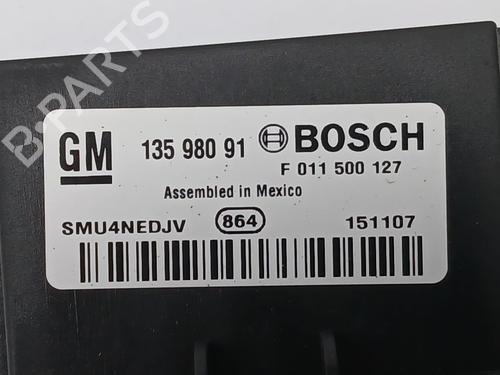 B-PARTS
GM 135 980 91 BOSCH
F 011 500 127
Assembled in Mexico
SMU4NEDJV 864 151107